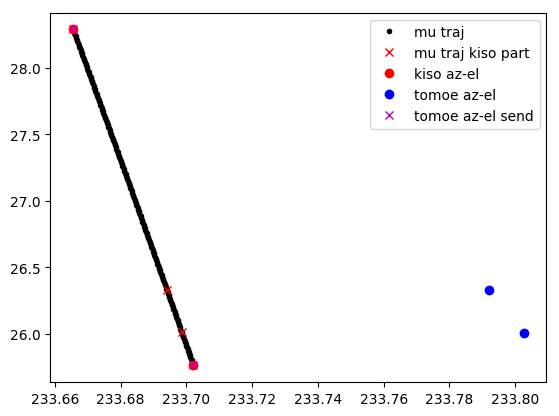 mu traj
mu traj kiso part
kiso az-el
tomoe az-el
tomoe az-el send
28.0
27.5
27.0
26.5
26.0
233.66 233.68 233.70 233.72 233.74 233.76 233.78 233.80